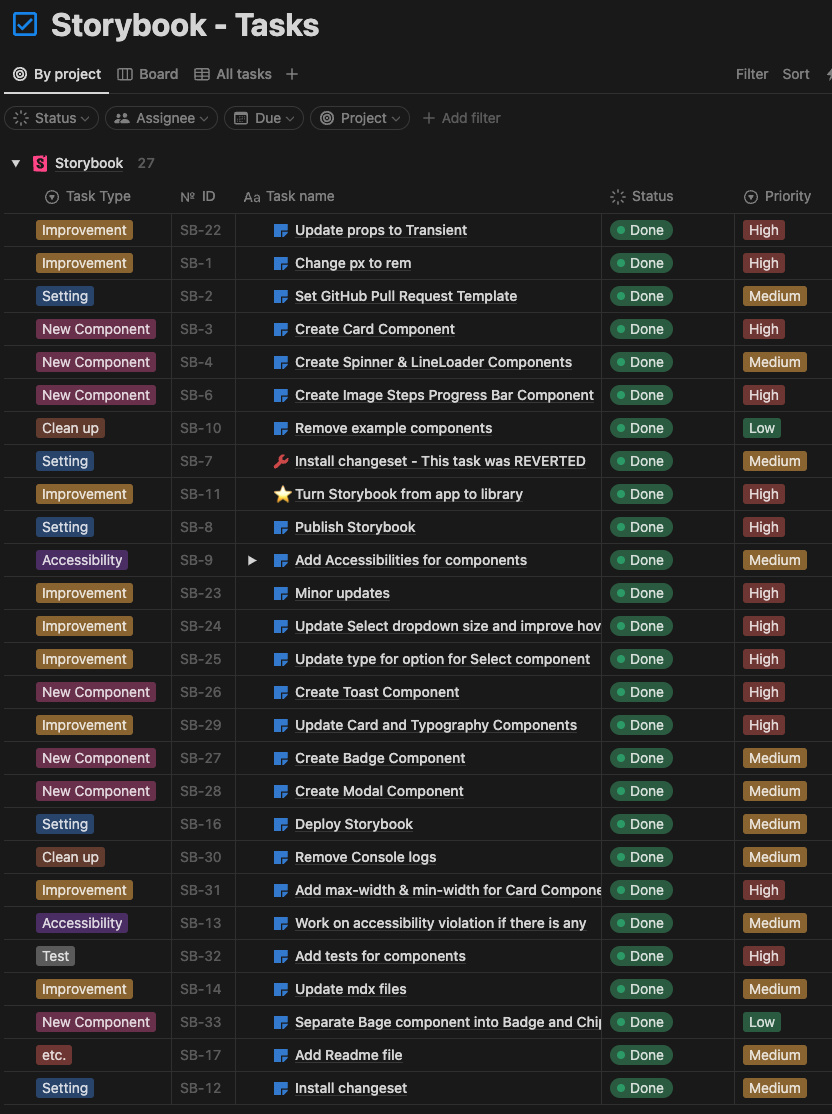 Storybook - Tasks
By project Board All tasks Filter Sort
Status Assignee Due Project Add filter
Storybook 27
Task Type Nº ID Aa Task name Status Priority
Improvement SB-22 Update props to Transient Done High
Improvement SB-1 Change px to rem Done High
Setting SB-2 Set GitHub Pull Request Template Done Medium
New Component SB-3 Create Card Component Done High
New Component SB-4 Create Spinner & LineLoader Components Done Medium
New Component SB-6 Create Image Steps Progress Bar Component Done High
Clean up SB-10 Remove example components Done Low
Setting SB-7 Install changeset - This task was REVERTED Done Medium
Improvement SB-11 Turn Storybook from app to library Done High
Setting SB-8 Publish Storybook Done High
Accessibility SB-9 Add Accessibilities for components Done Medium
Improvement SB-23 Minor updates Done High
Improvement SB-24 Update Select dropdown size and improve hov Done High
Improvement SB-25 Update type for option for Select component Done High
New Component SB-26 Create Toast Component Done High
Improvement SB-29 Update Card and Typography Components Done High
New Component SB-27 Create Badge Component Done Medium
New Component SB-28 Create Modal Component Done Medium
Setting SB-16 Deploy Storybook Done Medium
Clean up SB-30 Remove Console logs Done Medium
Improvement SB-31 Add max-width & min-width for Card Compone Done High
Accessibility SB-13 Work on accessibility violation if there is any Done Medium
Test SB-32 Add tests for components Done High
Improvement SB-14 Update mdx files Done Medium
New Component SB-33 Separate Bage component into Badge and Chip Done Low
etc. SB-17 Add Readme file Done Medium
Setting SB-12 Install changeset Done Medium